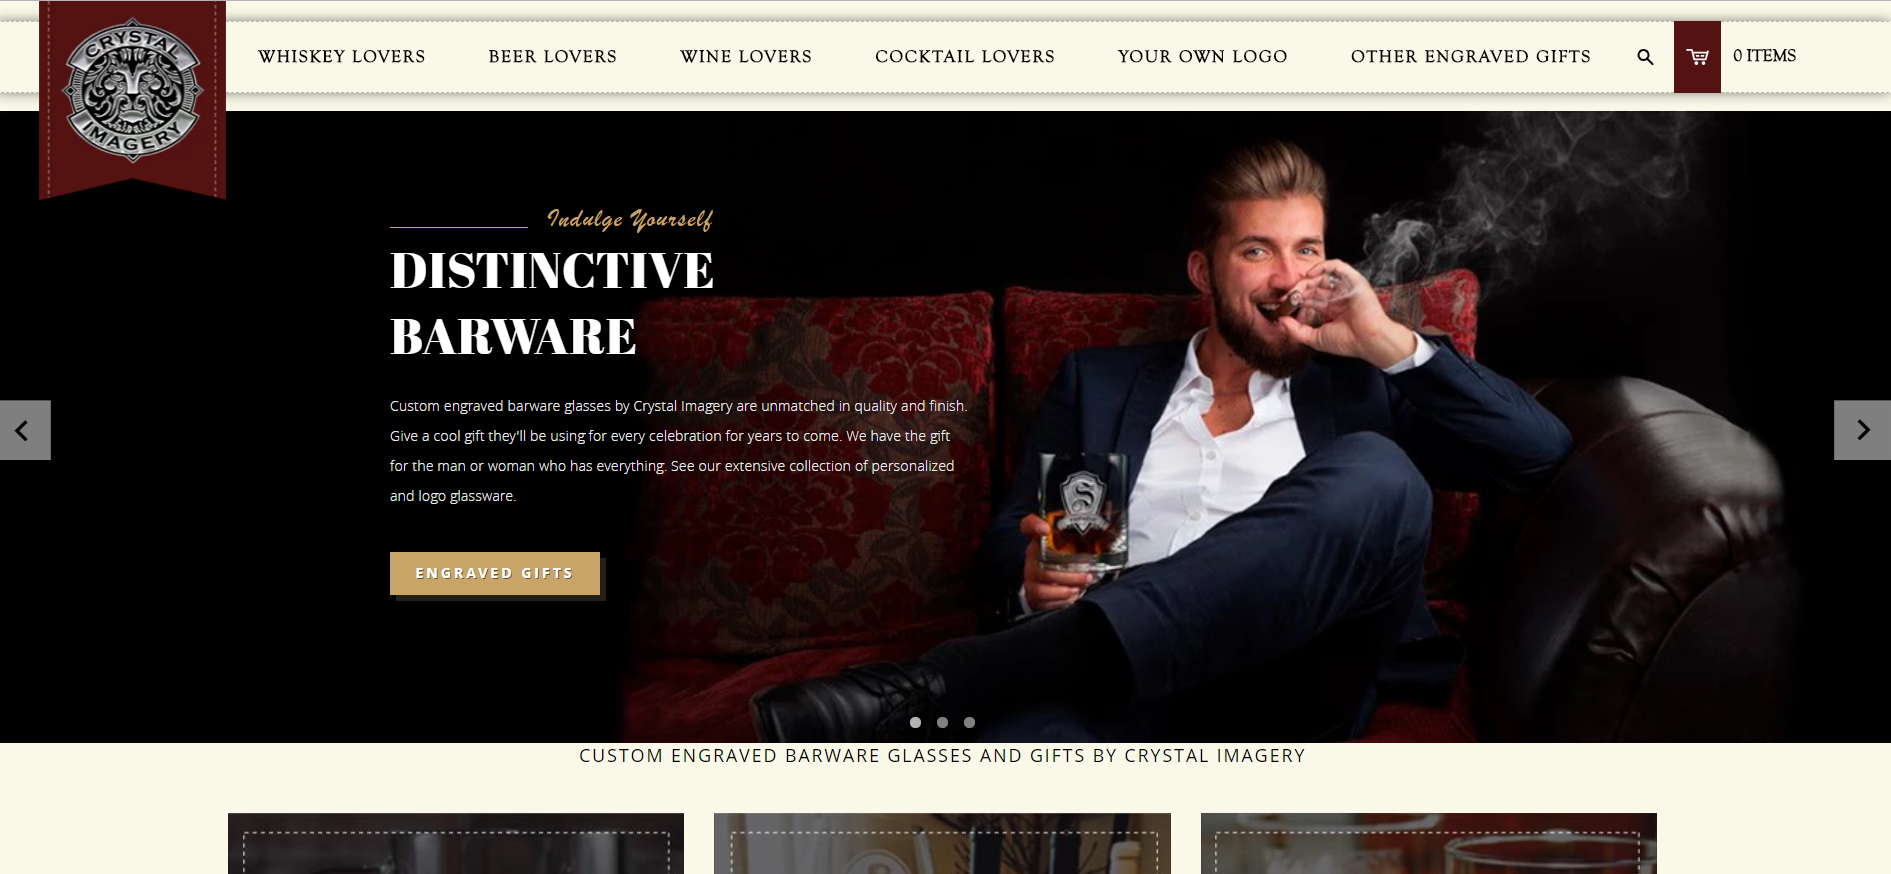 CRYSTAL
IMAGERY
WHISKEY LOVERS
BEER LOVERS
WINE LOVERS
COCKTAIL LOVERS
YOUR OWN LOGO
OTHER ENGRAVED GIFTS
0 ITEMS
Indulge Yourself
DISTINCTIVE
BARWARE
Custom engraved barware glasses by Crystal Imagery are unmatched in quality and finish.
Give a cool gift they'll be using for every celebration for years to come. We have the gift
for the man or woman who has everything. See our extensive collection of personalized
and logo glassware.
S
ENGRAVED GIFTS
CUSTOM ENGRAVED BARWARE GLASSES AND GIFTS BY CRYSTAL IMAGERY